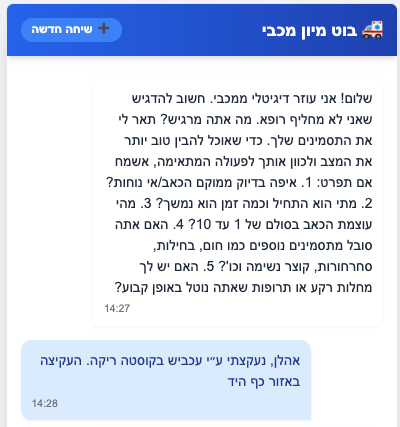 🚑 בוט מיון מכבי
➕ שיחה חדשה
שלום! אני עוזר דיגיטלי ממכבי. חשוב להדגיש
שאני לא מחליף רופא. מה אתה מרגיש? תאר לי
את התסמינים שלך. כדי שאוכל להבין טוב יותר
את המצב ולכוון אותך לפעולה המתאימה, אשמח
אם תפרט: 1. איפה בדיוק ממוקם הכאב/אי נוחות?
2. מתי הוא התחיל וכמה זמן הוא נמשך? 3. מהי
עוצמת הכאב בסולם של 1 עד 10? 4. האם אתה
סובל מתסמינים נוספים כמו חום, בחילות,
סחרחורות, קוצר נשימה וכו'? 5. האם יש לך
מחלות רקע או תרופות שאתה נוטל באופן קבוע?
14:27
אהלן, נעקצתי ע״י עכביש בקוסטה ריקה. העקיצה
באזור כף היד
14:28